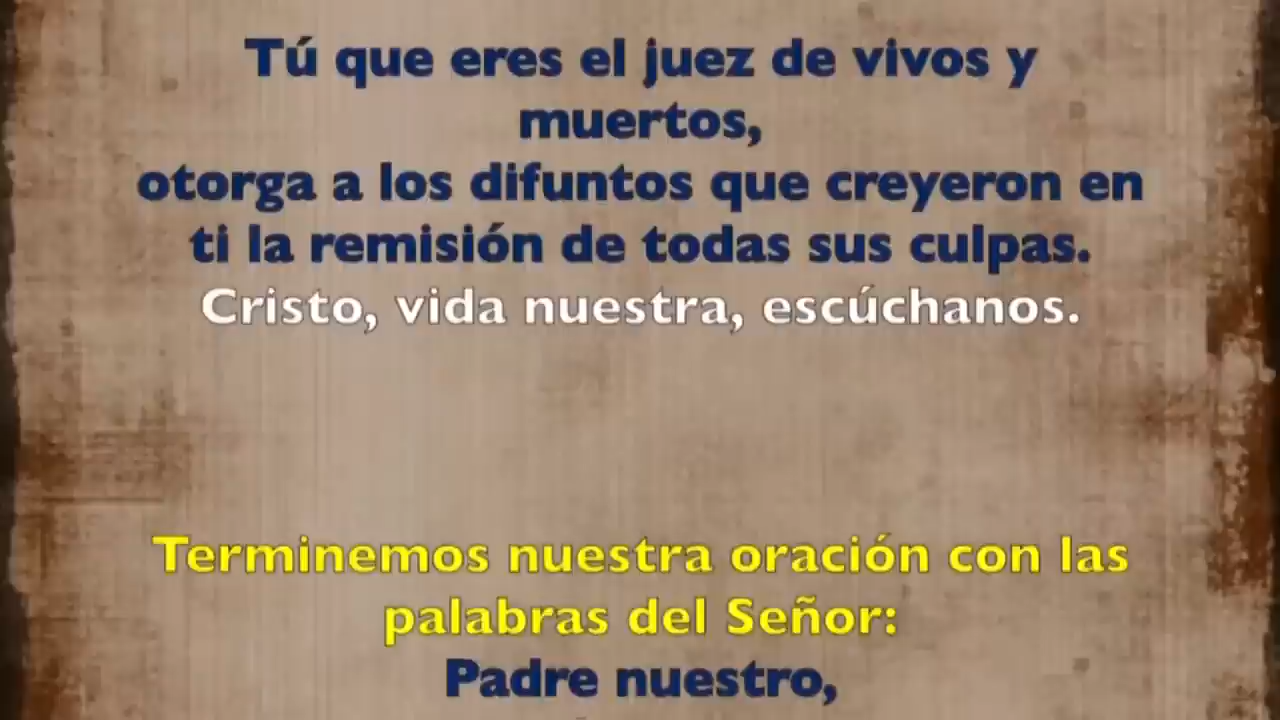 Tú que eres el juez de vivos y
muertos,
otorga a los difuntos que creyeron en
ti la remisión de todas sus culpas.
Cristo, vida nuestra, escúchanos.
Terminemos nuestra oración con las
palabras del Señor:
Padre nuestro,